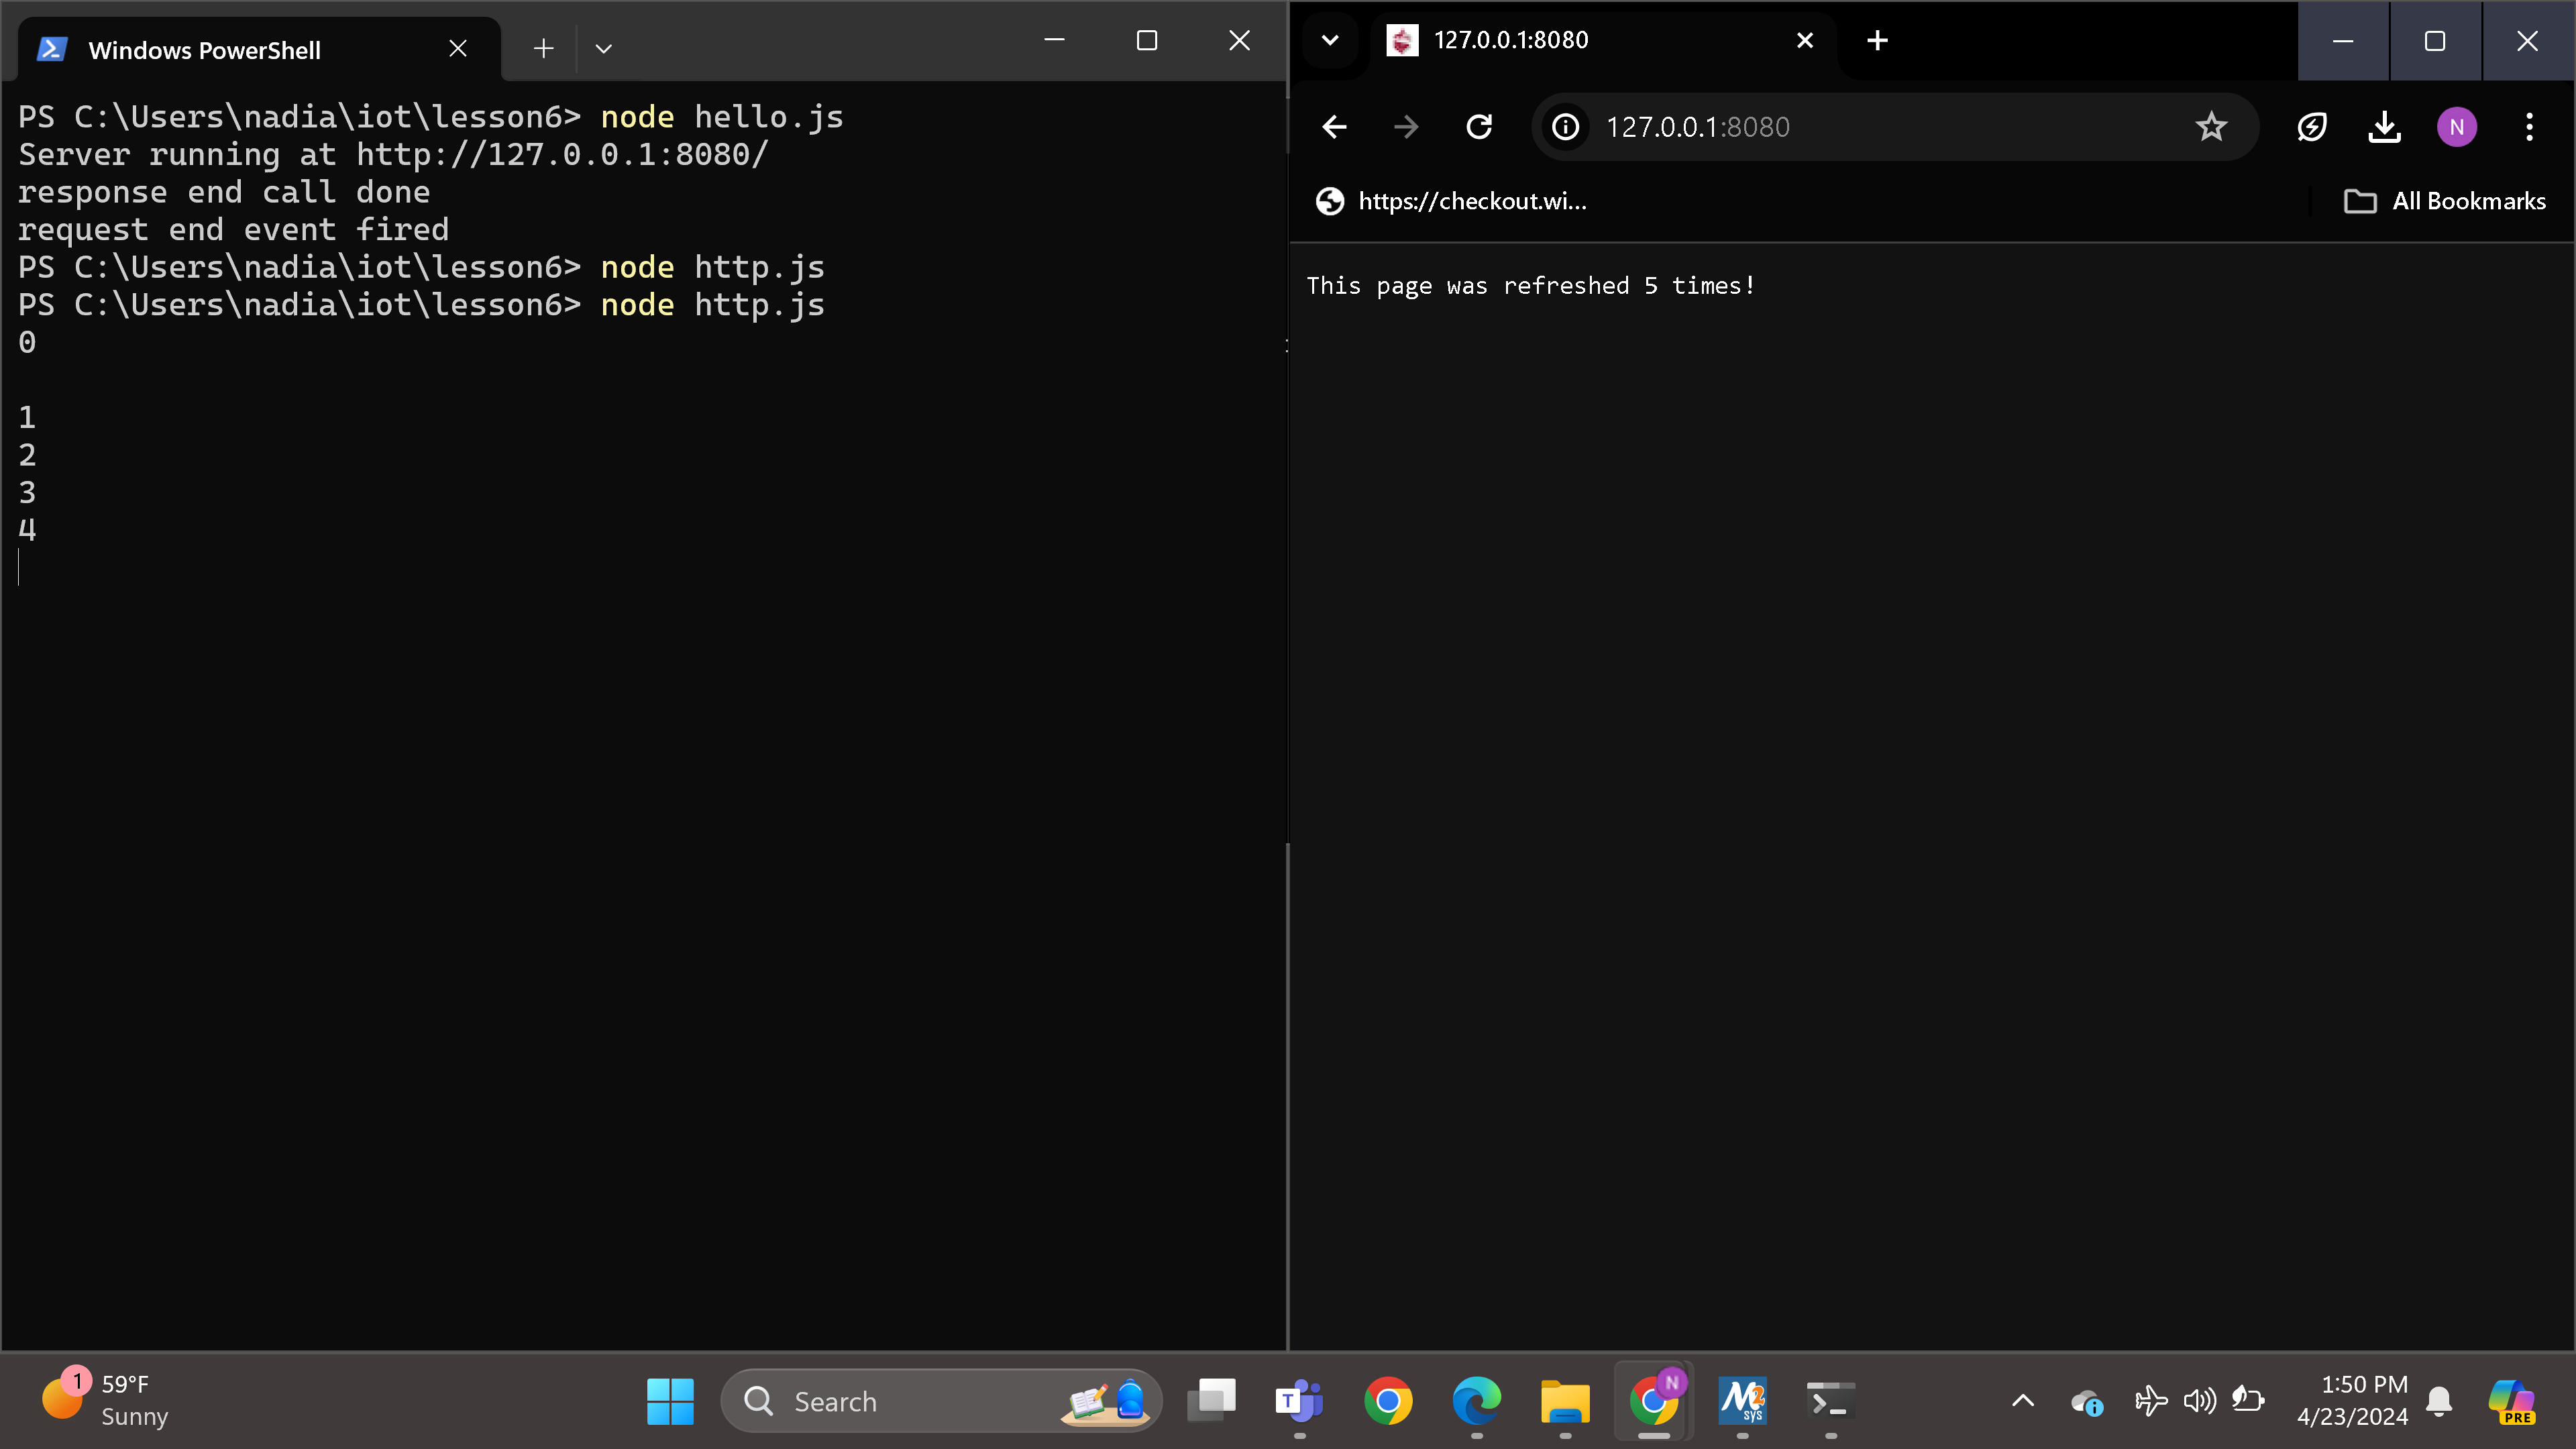 Windows PowerShell
PS C:\Users\nadia\iot\lesson6> node hello.js
Server running at http://127.0.0.1:8080/
response end call done
request end event fired
PS C:\Users\nadia\iot\lesson6> node http.js
PS C:\Users\nadia\iot\lesson6> node http.js
0
1
2
3
4
127.0.0.1:8080
127.0.0.1:8080
N
https://checkout.wi...
All Bookmarks
This page was refreshed 5 times!
1
59°F
Sunny
Search
T
N
M2
sys
1:50 PM
4/23/2024
PRE